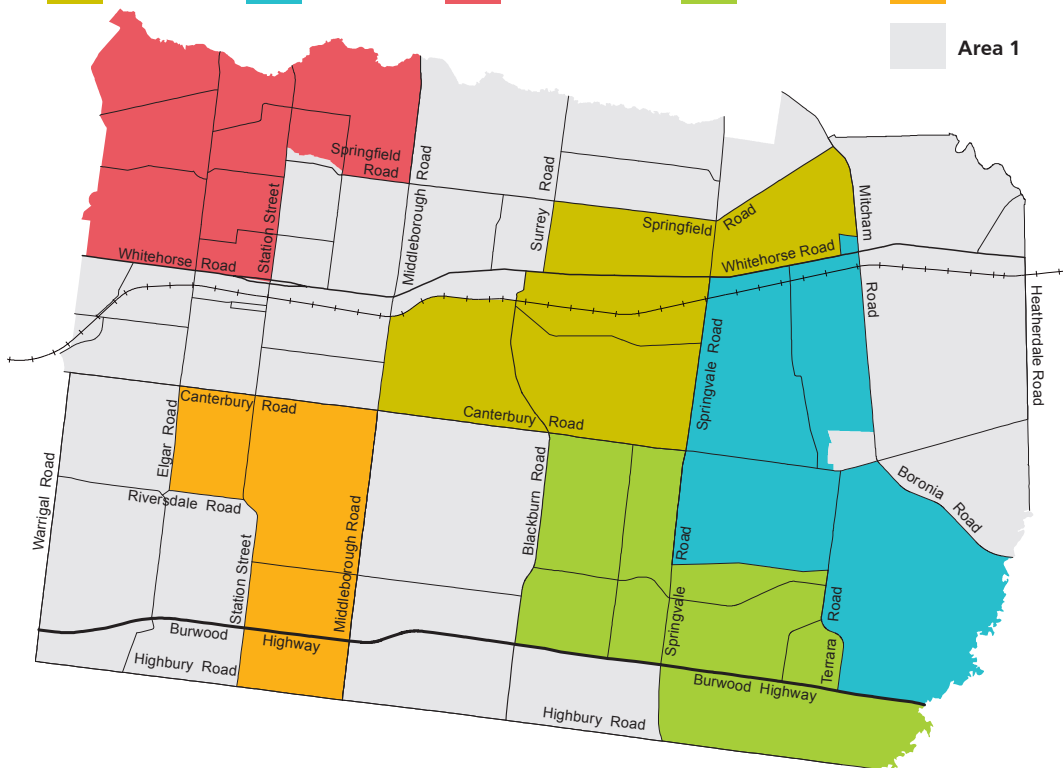 Area 1
Springfield
Road
Middleborough Road
Surrey Road
Station Street
Springfield Road
Mitcham Road
Whitehorse Road
Whitehorse Road
Heatherdale Road
Springvale Road
Canterbury Road
Canterbury Road
Elgar Road
Warrigal Road
Riversdale Road
Blackburn Road
Boronia Road
Station Street
Middleborough Road
Springvale Road
Terrara Road
Burwood Highway
Highbury Road
Burwood Highway
Highbury Road